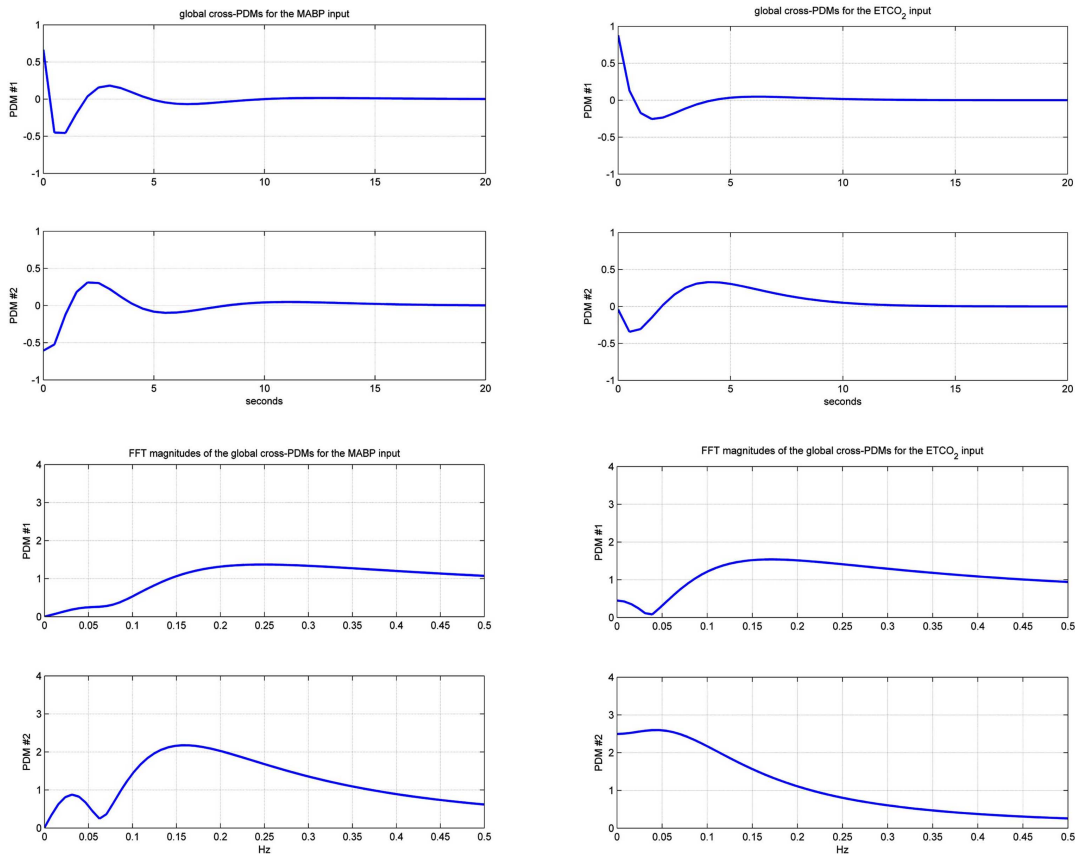 global cross-PDMs for the MABP input
1
0.5
0
-0.5
-1
PDM #1
0 5 10 15 20
1
0.5
0
-0.5
-1
PDM #2
0 5 10 15 20
seconds
global cross-PDMs for the ETCO2 input
1
0.5
0
-0.5
-1
PDM #1
0 5 10 15 20
1
0.5
0
-0.5
-1
PDM #2
0 5 10 15 20
seconds
FFT magnitudes of the global cross-PDMs for the MABP input
4
3
2
1
0
PDM #1
0 0.05 0.1 0.15 0.2 0.25 0.3 0.35 0.4 0.45 0.5
4
3
2
1
0
PDM #2
0 0.05 0.1 0.15 0.2 0.25 0.3 0.35 0.4 0.45 0.5
Hz
FFT magnitudes of the global cross-PDMs for the ETCO2 input
4
3
2
1
0
PDM #1
0 0.05 0.1 0.15 0.2 0.25 0.3 0.35 0.4 0.45 0.5
4
3
2
1
0
PDM #2
0 0.05 0.1 0.15 0.2 0.25 0.3 0.35 0.4 0.45 0.5
Hz